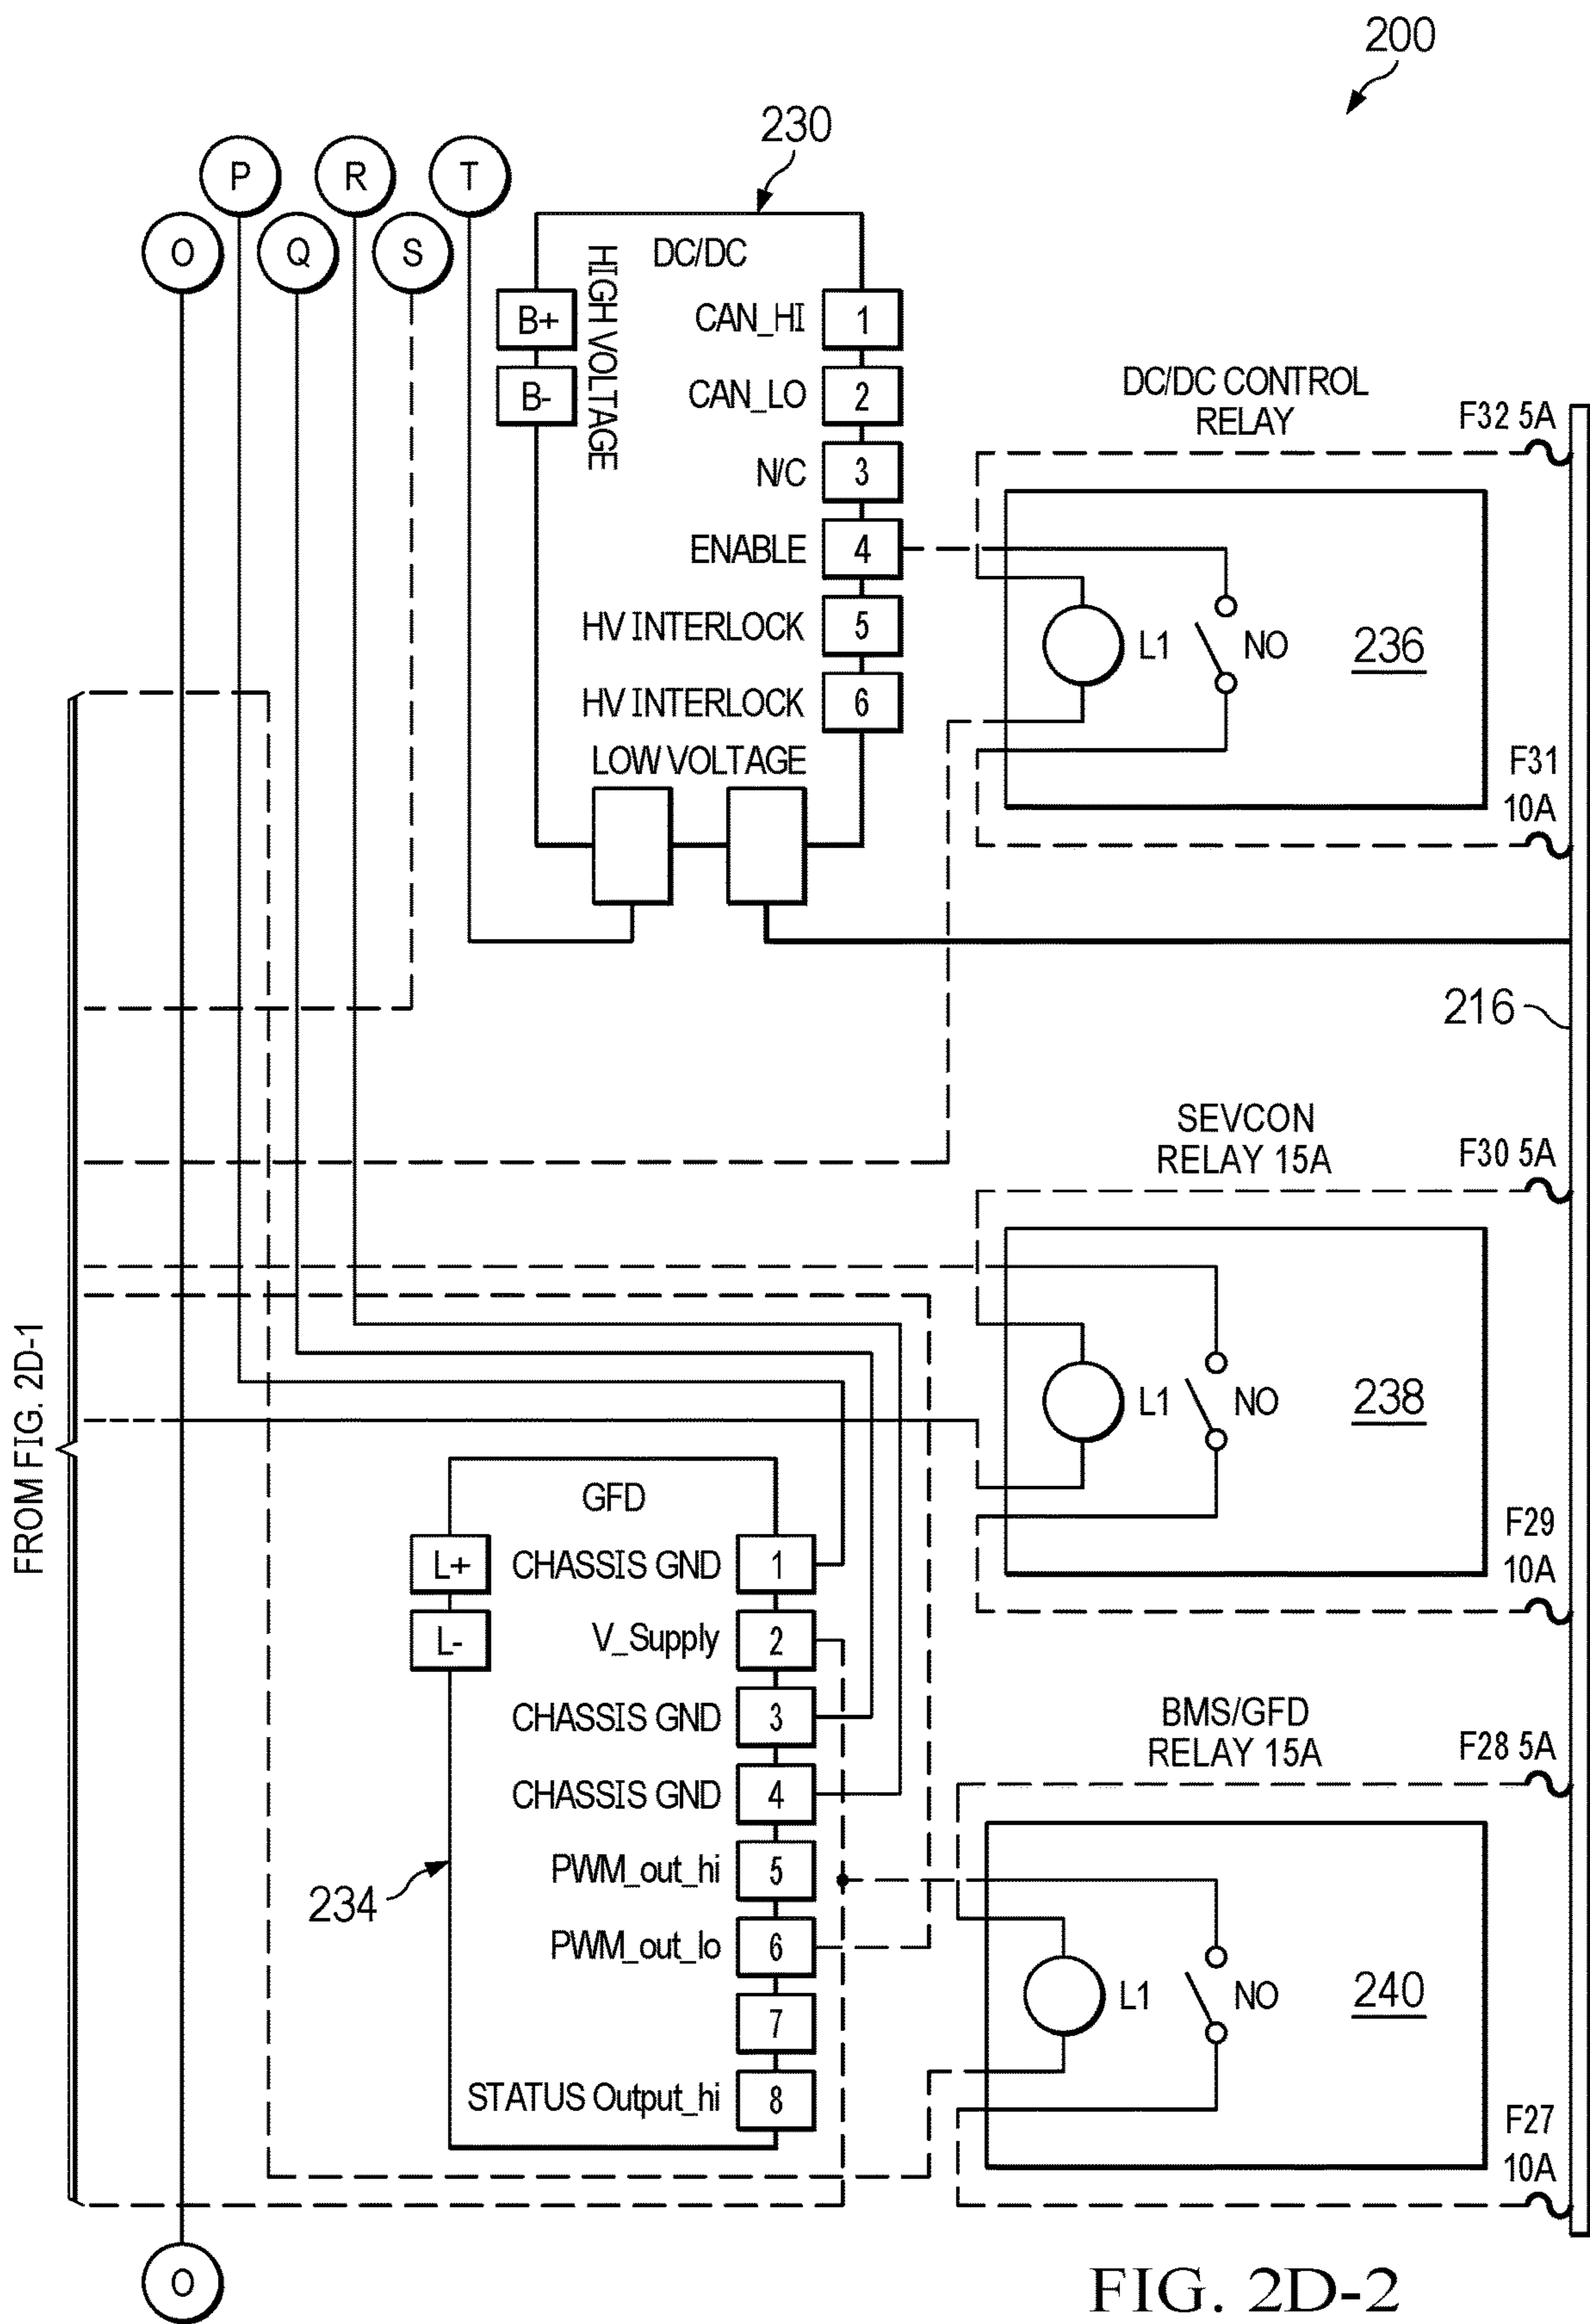 200
230
P
R
T
O
Q
S
DC/DC
HIGH VOLTAGE
B+
B-
CAN_HI
1
CAN_LO
2
N/C
3
ENABLE
4
HV INTERLOCK
5
HV INTERLOCK
6
LOW VOLTAGE
DC/DC CONTROL
RELAY
F32 5A
L1
NO
236
F31
10A
216
SEVCON
RELAY 15A
F30 5A
L1
NO
238
F29
10A
FROM FIG. 2D-1
GFD
L+
L-
CHASSIS GND
1
V_Supply
2
CHASSIS GND
3
CHASSIS GND
4
PWM_out_hi
5
PWM_out_lo
6
7
STATUS Output_hi
8
234
BMS/GFD
RELAY 15A
F28 5A
L1
NO
240
F27
10A
O
FIG. 2D-2